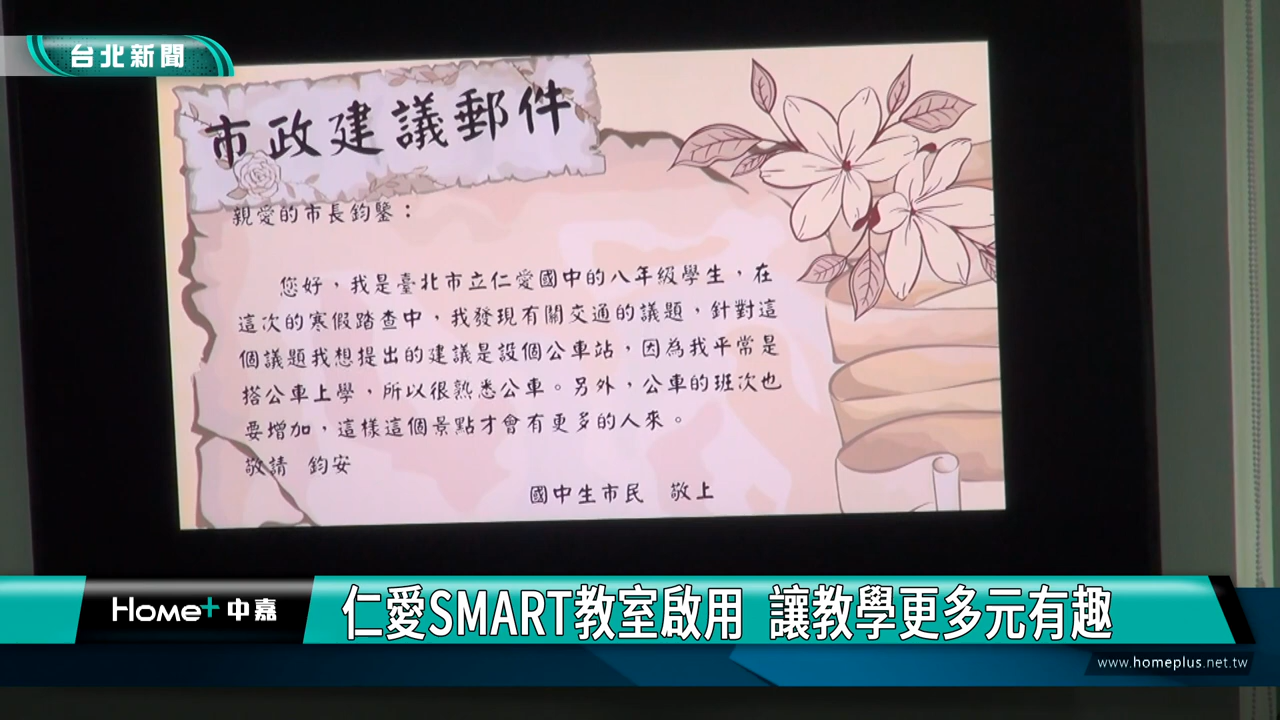 台北新聞
市政建議郵件
親愛的市長鈞鑒：
您好，我是臺北市立仁愛國中的八年級學生，在
這次的寒假踏查中，我發現有關交通的議題，針對這
個議題我想提出的建議是設個公車站，因為我平常是
搭公車上學，所以很熟悉公車。另外，公車的班次也
要增加，這樣這個景點才會有更多的人來。
敬請 鈞安
國中生市民 敬上
Home+中嘉
仁愛SMART教室啟用 讓教學更多元有趣
www.homeplus.net.tw